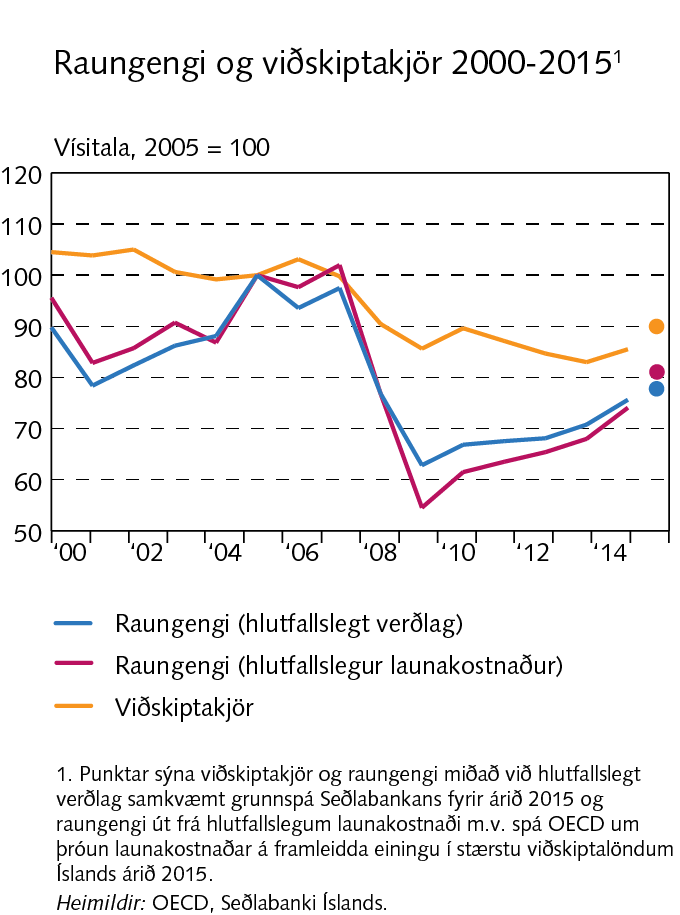 Raungengi og viðskiptakjör 2000-2015¹
Vísitala, 2005 = 100
120
110
100
90
80
70
60
50
‘00 ‘02 ‘04 ‘06 ‘08 ‘10 ‘12 ‘14
Raungengi (hlutfallslegt verðlag)
Raungengi (hlutfallslegur launakostnaður)
Viðskiptakjör
1. Punktar sýna viðskiptakjör og raungengi miðað við hlutfallslegt
verðlag samkvæmt grunnspá Seðlabankans fyrir árið 2015 og
raungengi út frá hlutfallslegum launakostnaði m.v. spá OECD um
þróun launakostnaðar á framleidda einingu í stærstu viðskiptalöndum
Íslands árið 2015.
Heimildir: OECD, Seðlabanki Íslands.